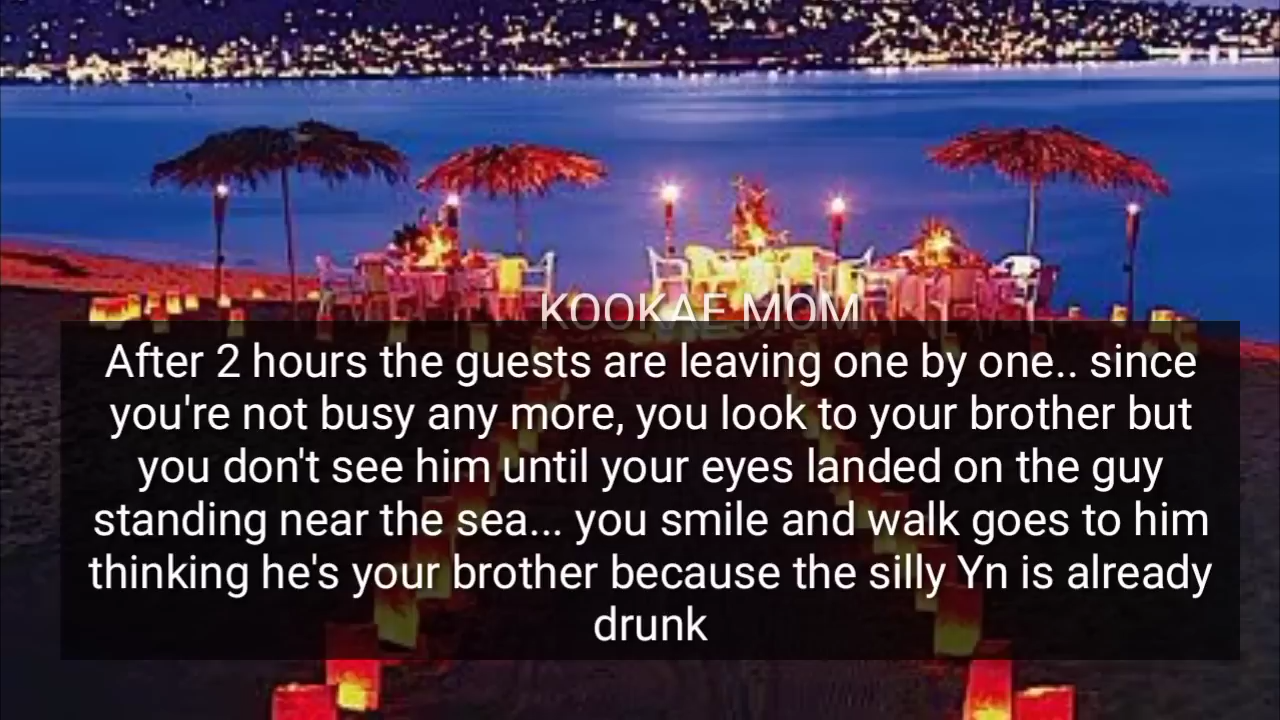 KOOKAE MOM
After 2 hours the guests are leaving one by one.. since
you're not busy any more, you look to your brother but
you don't see him until your eyes landed on the guy
standing near the sea... you smile and walk goes to him
thinking he's your brother because the silly Yn is already
drunk